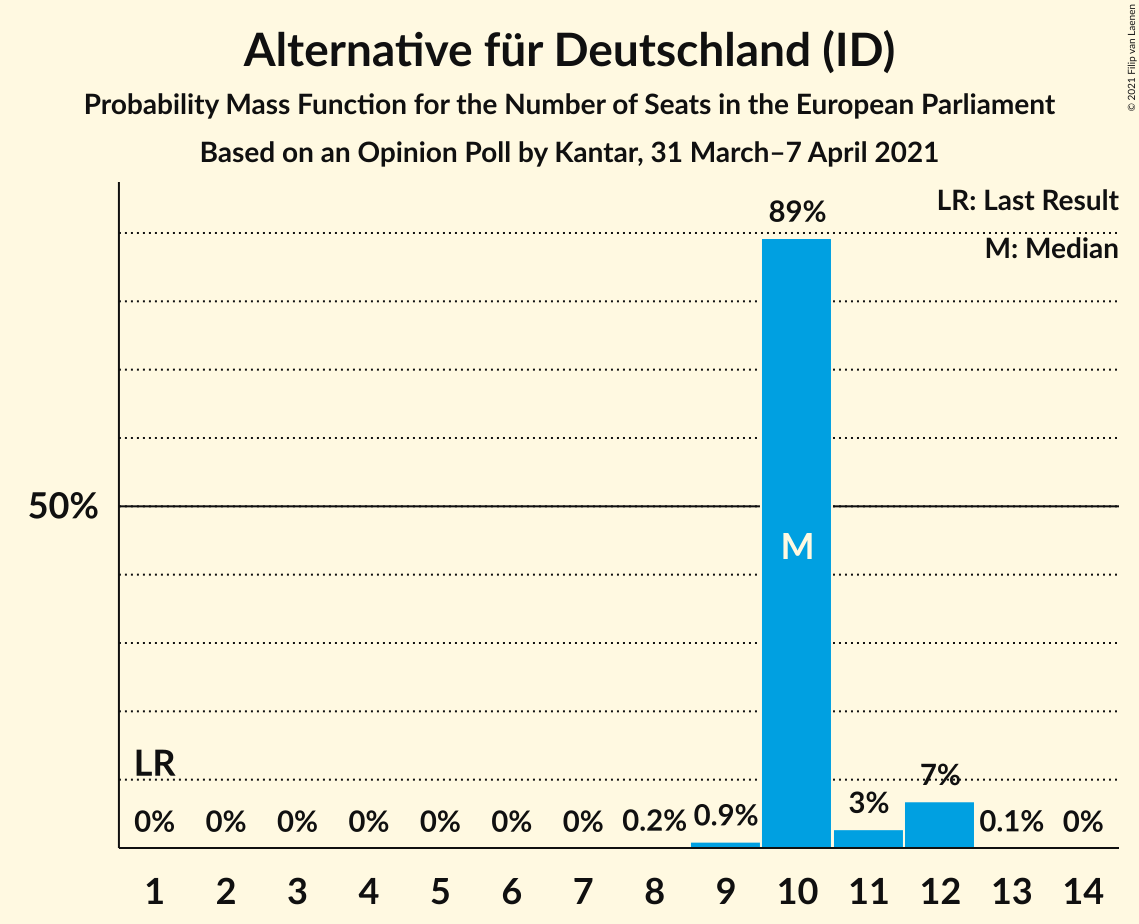 Alternative für Deutschland (ID)
Probability Mass Function for the Number of Seats in the European Parliament
Based on an Opinion Poll by Kantar, 31 March–7 April 2021
© 2021 Filip van Laenen
LR: Last Result
M: Median
89%
50%
M
LR
0% 0% 0% 0% 0% 0% 0% 0.2% 0.9% 3% 7% 0.1% 0%
1 2 3 4 5 6 7 8 9 10 11 12 13 14